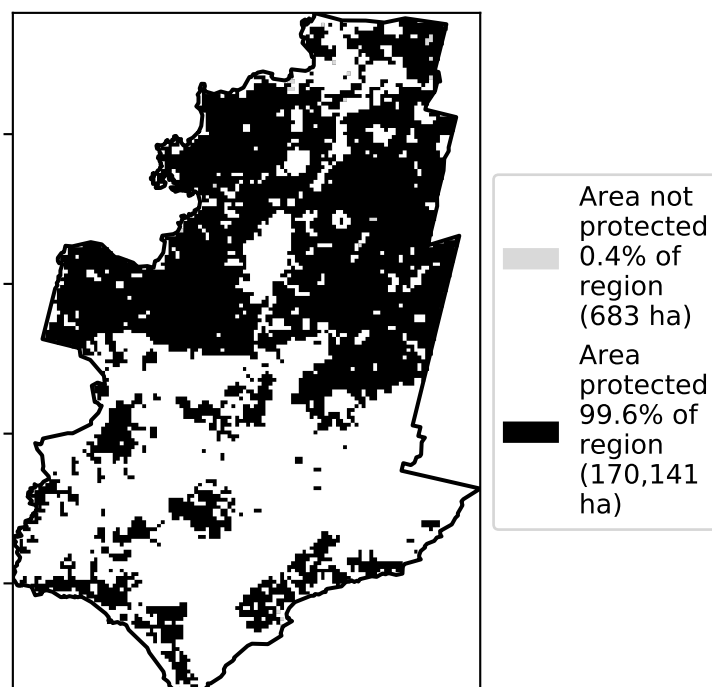 Area not
protected
0.4% of
region
(683 ha)
Area
protected
99.6% of
region
(170,141
ha)